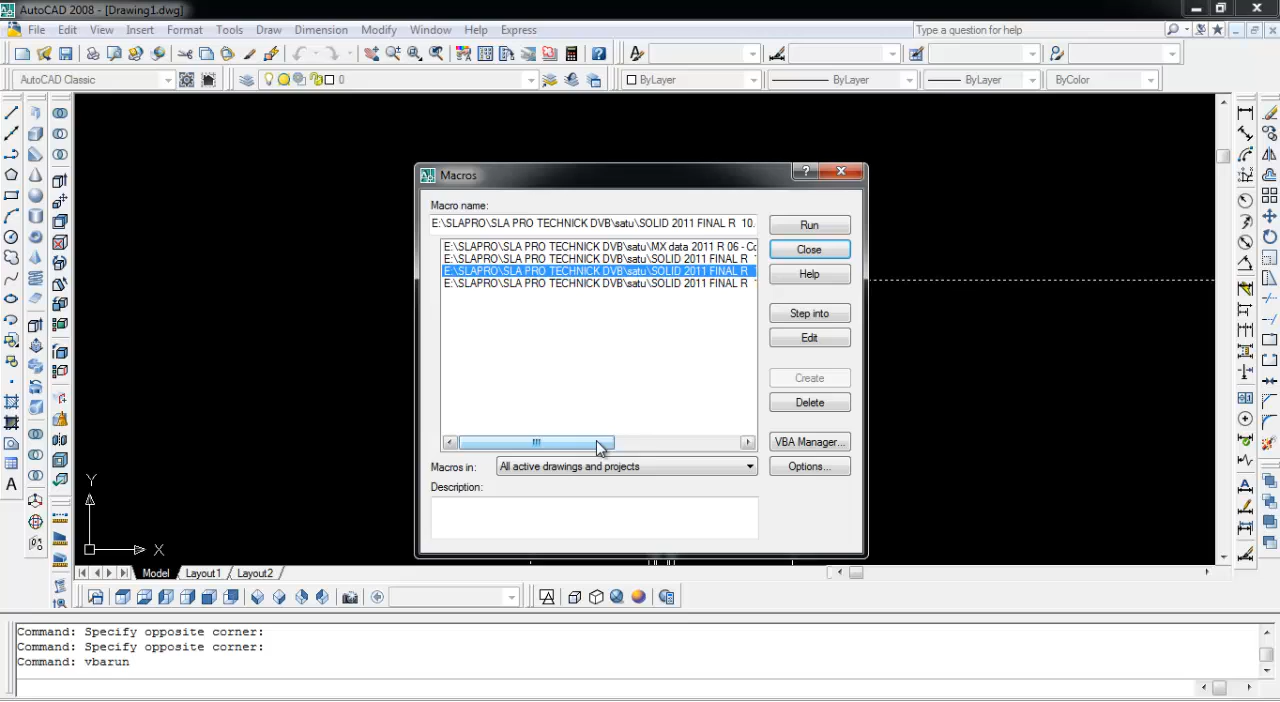 AutoCAD 2008 - [Drawing1.dwg]
File Edit View Insert Format Tools Draw Dimension Modify Window Help Express
Type a question for help
AutoCAD Classic
0
ByLayer
ByLayer
ByLayer
ByColor
Macros
Macro name:
E:\SLAPRO\SLA PRO TECHNICK DVB\satu\SOLID 2011 FINAL R 10.
E:\SLAPRO\SLA PRO TECHNICK DVB\satu\MX data 2011 R 06 - Co
E:\SLAPRO\SLA PRO TECHNICK DVB\satu\SOLID 2011 FINAL R 1
E:\SLAPRO\SLA PRO TECHNICK DVB\satu\SOLID 2011 FINAL R
E:\SLAPRO\SLA PRO TECHNICK DVB\satu\SOLID 2011 FINAL R 1
Run
Close
Help
Step into
Edit
Create
Delete
VBA Manager...
Options...
Macros in:
All active drawings and projects
Description:
Y
X
A
Model Layout1 Layout2
Command: Specify opposite corner:
Command: Specify opposite corner:
Command: vbarun